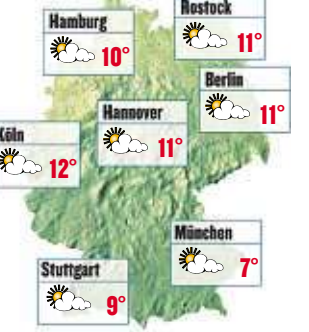 Rostock
11°
Hamburg
10°
Berlin
11°
Hannover
11°
Köln
12°
München
7°
Stuttgart
9°